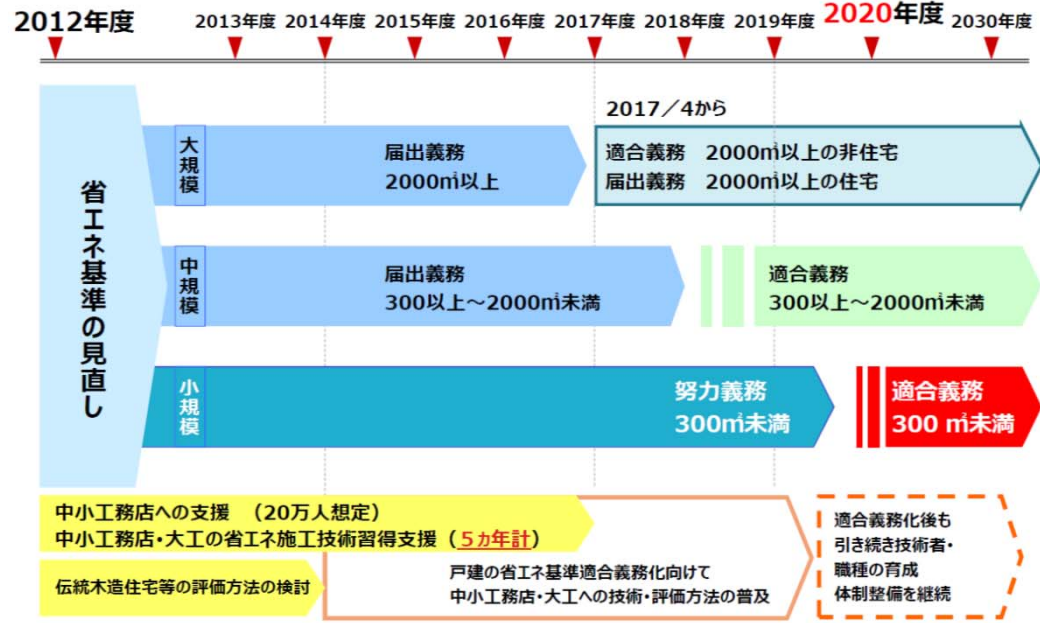 2012年度 2013年度 2014年度 2015年度 2016年度 2017年度 2018年度 2019年度 2020年度 2030年度
省エネ基準の見直し
大規模
届出義務
2000㎡以上
2017／4から
適合義務　2000㎡以上の非住宅
届出義務　2000㎡以上の住宅
中規模
届出義務
300以上～2000㎡未満
適合義務
300以上～2000㎡未満
小規模
努力義務
300㎡未満
適合義務
300 ㎡未満
中小工務店への支援　（20万人想定）
中小工務店・大工の省エネ施工技術習得支援（５ヵ年計）
伝統木造住宅等の評価方法の検討
戸建の省エネ基準適合義務化向けて
中小工務店・大工への技術・評価方法の普及
適合義務化後も
引き続き技術者・
職種の育成
体制整備を継続